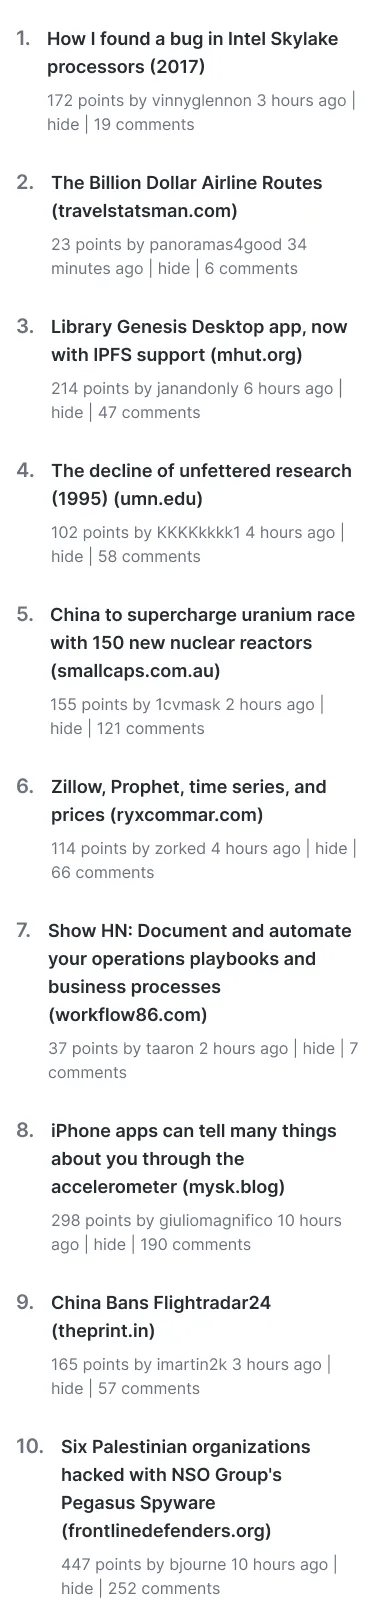 1. How I found a bug in Intel Skylake
processors (2017)
172 points by vinnyglennon 3 hours ago |
hide | 19 comments
2. The Billion Dollar Airline Routes
(travelstatsman.com)
23 points by panoramas4good 34
minutes ago | hide | 6 comments
3. Library Genesis Desktop app, now
with IPFS support (mhut.org)
214 points by janandonly 6 hours ago |
hide | 47 comments
4. The decline of unfettered research
(1995) (umn.edu)
102 points by KKKKkkkk1 4 hours ago |
hide | 58 comments
5. China to supercharge uranium race
with 150 new nuclear reactors
(smallcaps.com.au)
155 points by 1cvmask 2 hours ago |
hide | 121 comments
6. Zillow, Prophet, time series, and
prices (ryxcommar.com)
114 points by zorked 4 hours ago | hide |
66 comments
7. Show HN: Document and automate
your operations playbooks and
business processes
(workflow86.com)
37 points by taaron 2 hours ago | hide | 7
comments
8. iPhone apps can tell many things
about you through the
accelerometer (mysk.blog)
298 points by giuliomagnifico 10 hours
ago | hide | 190 comments
9. China Bans Flightradar24
(theprint.in)
165 points by imartin2k 3 hours ago |
hide | 57 comments
10. Six Palestinian organizations
hacked with NSO Group's
Pegasus Spyware
(frontlinedefenders.org)
447 points by bjourne 10 hours ago |
hide | 252 comments